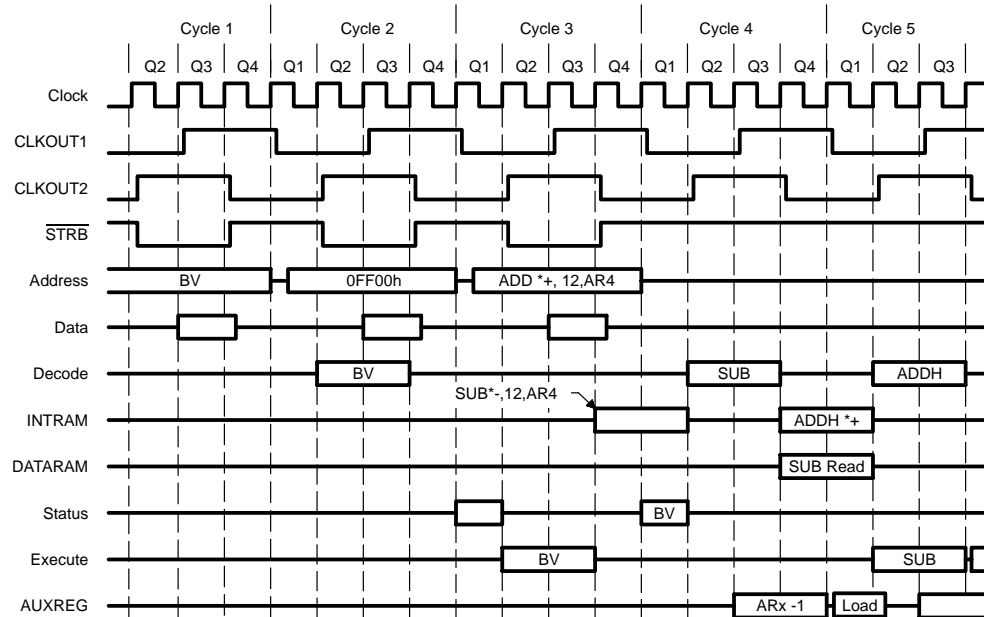 Cycle 1 Cycle 2 Cycle 3 Cycle 4 Cycle 5
Q2 Q3 Q4 Q1 Q2 Q3 Q4 Q1 Q2 Q3 Q4 Q1 Q2 Q3 Q4 Q1 Q2 Q3
Clock
CLKOUT1
CLKOUT2
STRB
Address BV 0FF00h ADD *+, 12,AR4
Data
Decode BV SUB ADDH
SUB*-,12,AR4
INTRAM ADDH *+
DATARAM SUB Read
Status BV
Execute BV SUB
AUXREG ARx -1 Load